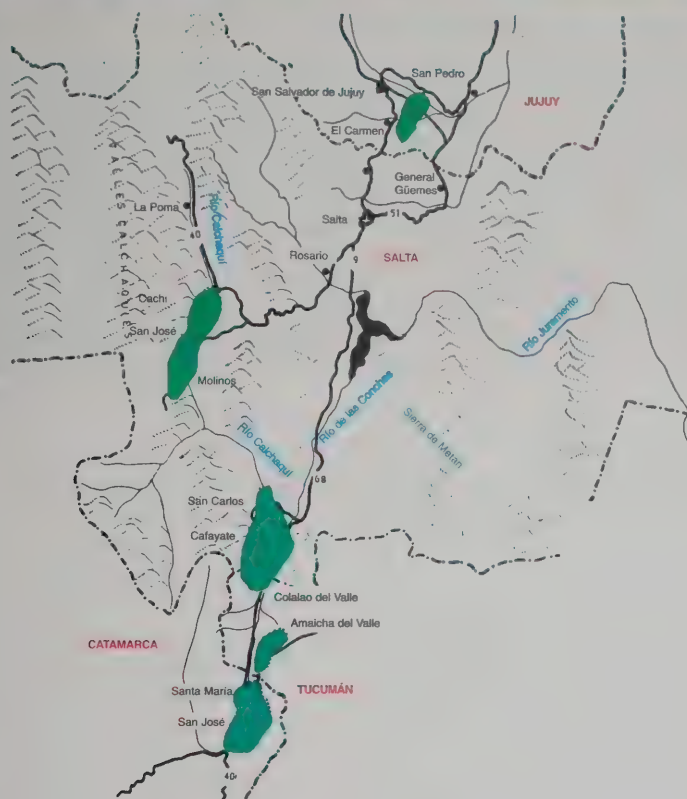 San Pedro
San Salvador de Jujuy
JUJUY
El Carmen
General
Güemes
VALLES CALCHAQUIES
La Poma
Río Calchaquí
40
Salta
51
Rosario
9
SALTA
Cachi
San José
Río Juramento
Molinos
Río de las Conchas
Río Calchaquí
Sierra de Metán
68
San Carlos
Cafayate
Colalao del Valle
Amaicha del Valle
CATAMARCA
Santa María
TUCUMÁN
San José
40